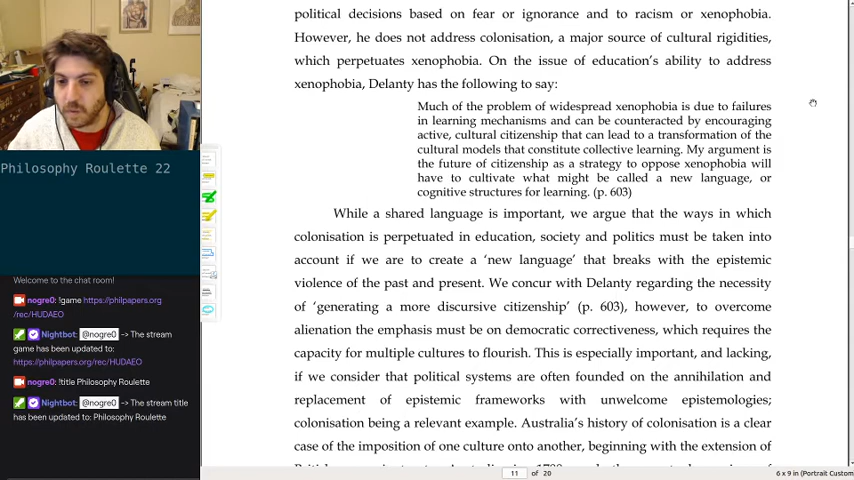 political decisions based on fear or ignorance and to racism or xenophobia.
However, he does not address colonisation, a major source of cultural rigidities,
which perpetuates xenophobia. On the issue of education's ability to address
xenophobia, Delanty has the following to say:
Much of the problem of widespread xenophobia is due to failures
in learning mechanisms and can be counteracted by encouraging
active, cultural citizenship that can lead to a transformation of the
cultural models that constitute collective learning. My argument is
the future of citizenship as a strategy to oppose xenophobia will
have to cultivate what might be called a new language, or
cognitive structures for learning. (p. 603)
While a shared language is important, we argue that the ways in which
colonisation is perpetuated in education, society and politics must be taken into
account if we are to create a 'new language' that breaks with the epistemic
violence of the past and present. We concur with Delanty regarding the necessity
of 'generating a more discursive citizenship' (p. 603), however, to overcome
alienation the emphasis must be on democratic correctiveness, which requires the
capacity for multiple cultures to flourish. This is especially important, and lacking,
if we consider that political systems are often founded on the annihilation and
replacement of epistemic frameworks with unwelcome epistemologies;
colonisation being a relevant example. Australia's history of colonisation is a clear
case of the imposition of one culture onto another, beginning with the extension of
11 of 20
6 x 9 in (Portrait Custom
Philosophy Roulette 22
Welcome to the chat room!
nogre0: !game https://philpapers.org
/rec/HUDAEO
Nightbot: @nogre0 -> The stream
game has been updated to:
https://philpapers.org/rec/HUDAEO
nogre0: !title Philosophy Roulette
Nightbot: @nogre0 -> The stream title
has been updated to: Philosophy Roulette